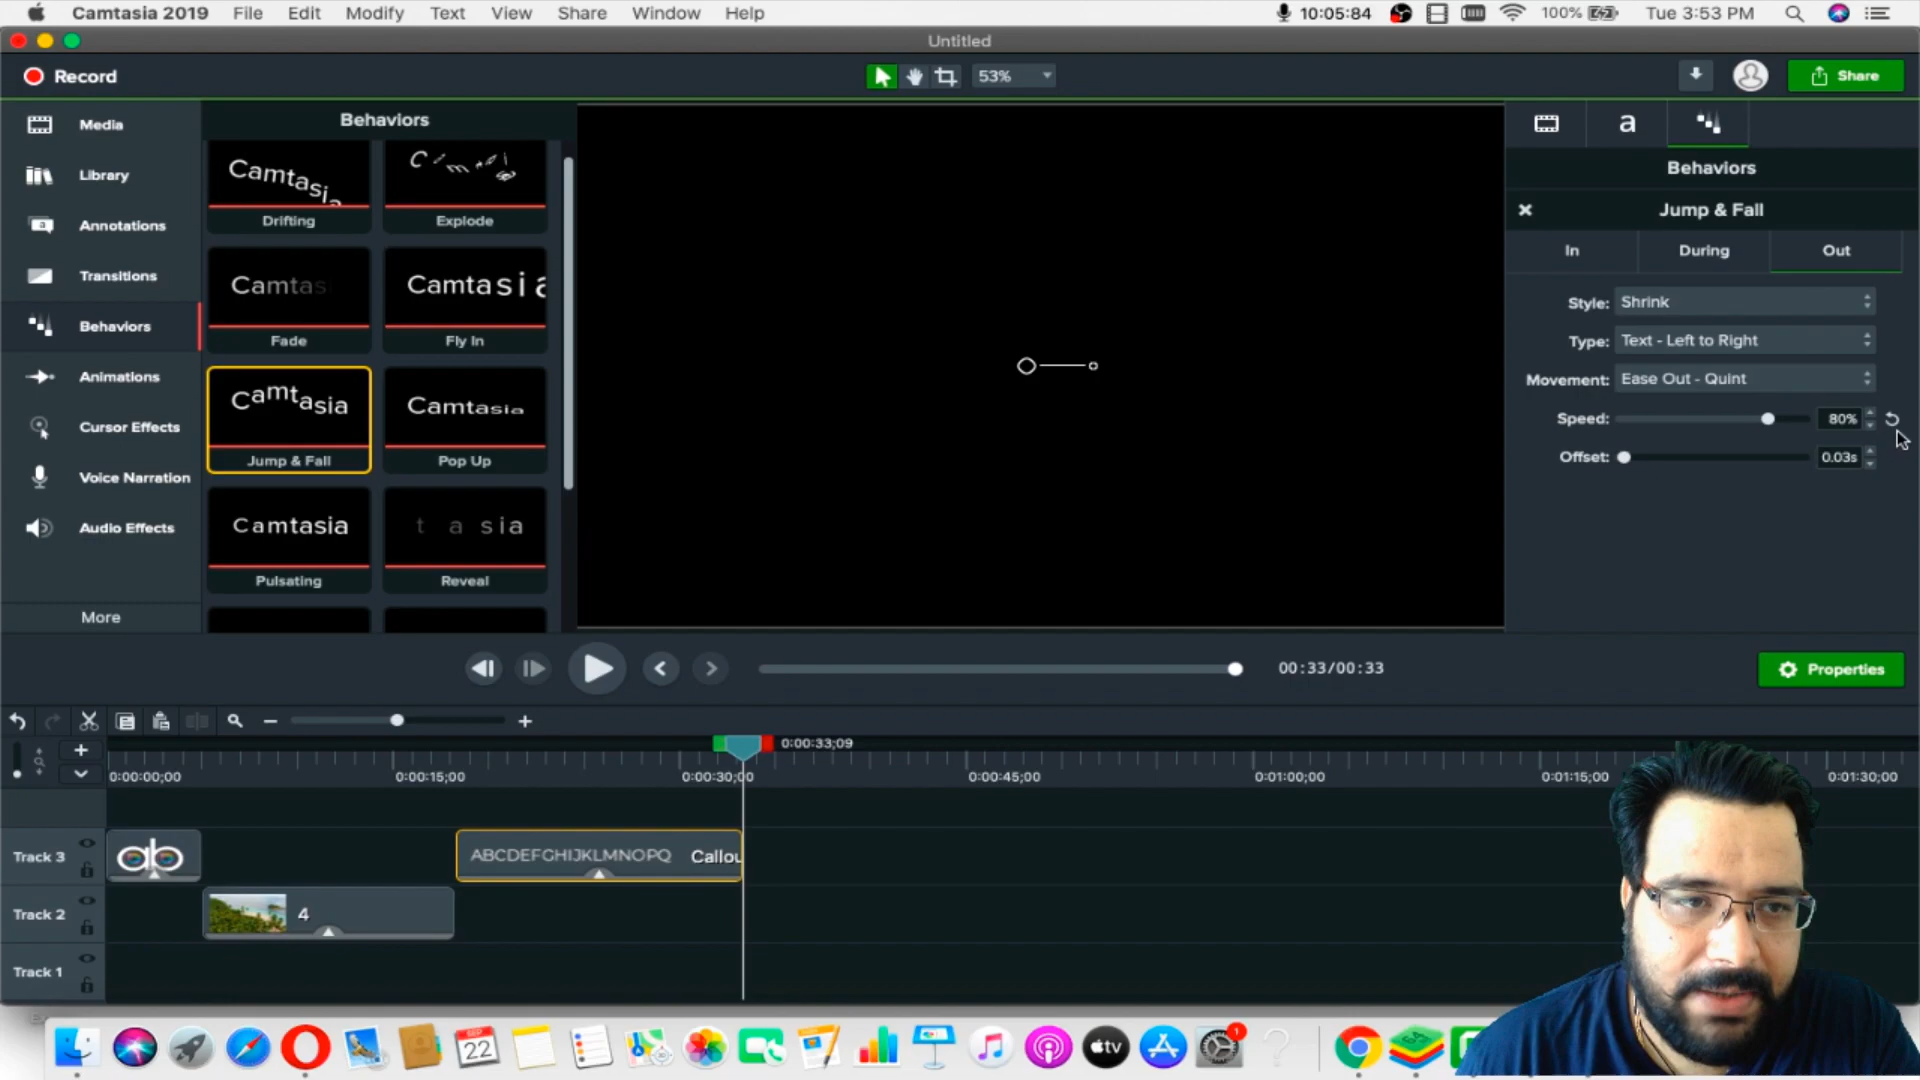 Camtasia 2019 File Edit Modify Text View Share Window Help 10:05:84 100% Tue 3:53 PM
Untitled
Record 53% Share
Media
Library
Annotations
Transitions
Behaviors
Animations
Cursor Effects
Voice Narration
Audio Effects
More
Behaviors
Camtasia
Drifting
Explode
Camtas
Fade
Camtasia
Fly In
Camtasia
Jump & Fall
Camtasia
Pop Up
Camtasia
Pulsating
t a sia
Reveal
a
Behaviors
Jump & Fall
In During Out
Style: Shrink
Type: Text - Left to Right
Movement: Ease Out - Quint
Speed: 80%
Offset: 0.03s
00:33/00:33
Properties
0:00:33;09
0:00:00;00 0:00:15;00 0:00:30;00 0:00:45;00 0:01:00;00 0:01:15;00 0:01:30;00
Track 3 ab ABCDEFGHIJKLMNOPQ Callou
Track 2 4
Track 1
SEP
22
tv
1